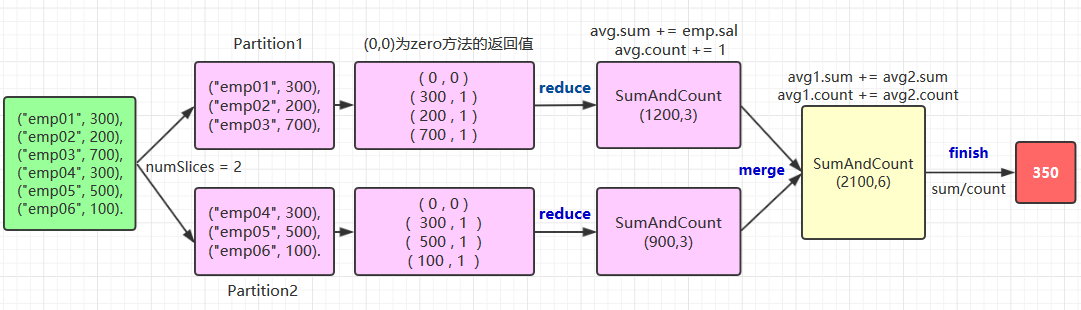 ("emp01", 300),
("emp02", 200),
("emp03", 700),
("emp04", 300),
("emp05", 500),
("emp06", 100).
numSlices = 2
Partition1
("emp01", 300),
("emp02", 200),
("emp03", 700),
("emp04", 300),
("emp05", 500),
("emp06", 100).
Partition2
(0,0)为zero方法的返回值
( 0 , 0 )
( 300 , 1 )
( 200 , 1 )
( 700 , 1 )
( 0 , 0 )
( 300 , 1 )
( 500 , 1 )
( 100 , 1 )
reduce
reduce
avg.sum += emp.sal
avg.count += 1
SumAndCount
(1200,3)
SumAndCount
(900,3)
merge
avg1.sum += avg2.sum
avg1.count += avg2.count
SumAndCount
(2100,6)
finish
sum/count
350